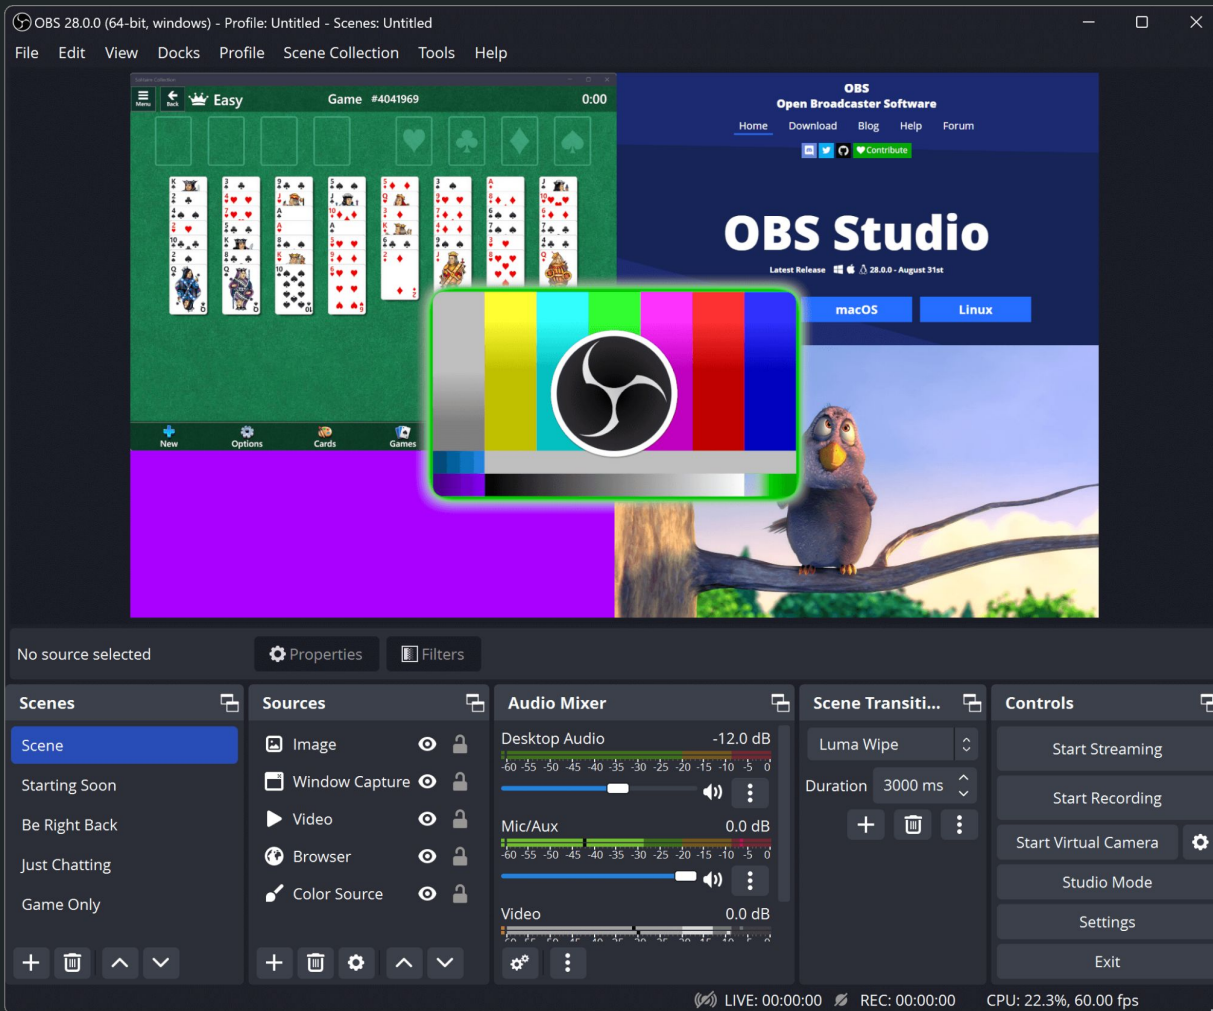 OBS 28.0.0 (64-bit, windows) - Profile: Untitled - Scenes: Untitled
File Edit View Docks Profile Scene Collection Tools Help
Solitaire Collection
Menu Back Easy Game #4041969 0:00
New Options Cards Games
OBS
Open Broadcaster Software
Home Download Blog Help Forum
Contribute
OBS Studio
Latest Release 28.0.0 - August 31st
macOS Linux
No source selected Properties Filters
Scenes
Scene
Starting Soon
Be Right Back
Just Chatting
Game Only
Sources
Image
Window Capture
Video
Browser
Color Source
Audio Mixer
Desktop Audio -12.0 dB
-60 -55 -50 -45 -40 -35 -30 -25 -20 -15 -10 -5 0
Mic/Aux 0.0 dB
-60 -55 -50 -45 -40 -35 -30 -25 -20 -15 -10 -5 0
Video 0.0 dB
Scene Transiti...
Luma Wipe
Duration 3000 ms
Controls
Start Streaming
Start Recording
Start Virtual Camera
Studio Mode
Settings
Exit
LIVE: 00:00:00 REC: 00:00:00 CPU: 22.3%, 60.00 fps